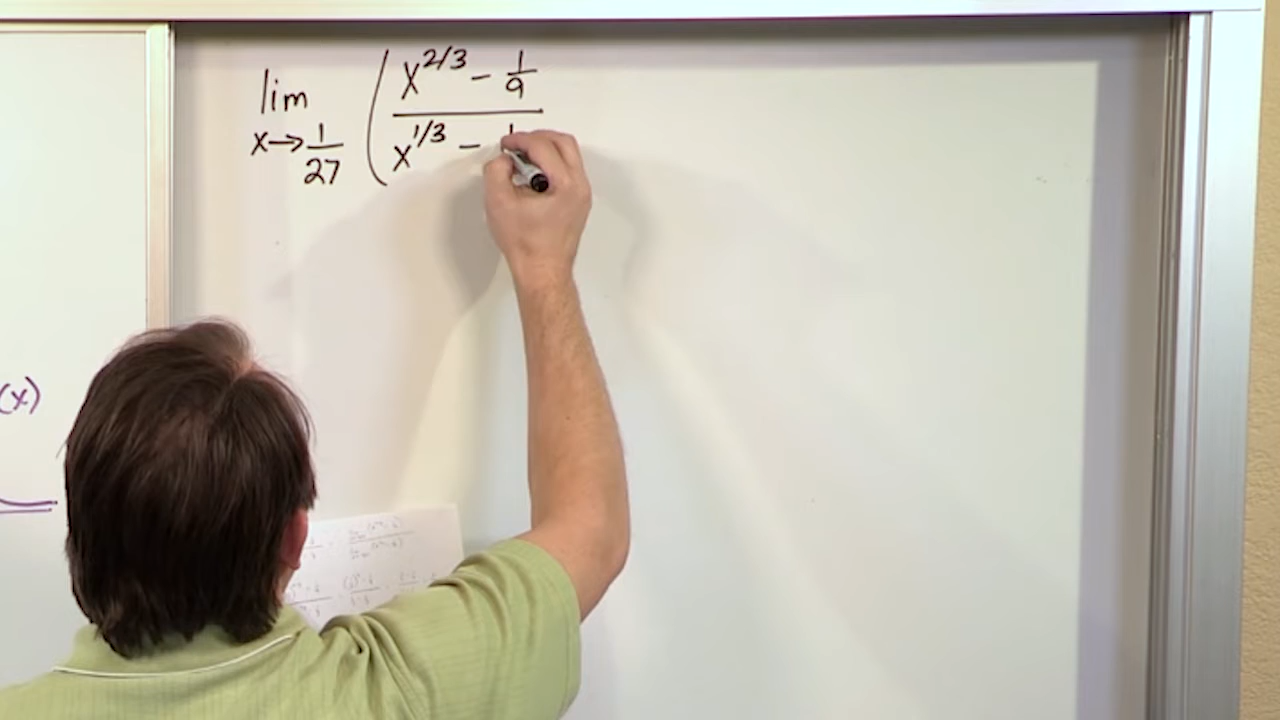 lim
x→1/27 ( (x^{2/3} - 1/9) / (x^{1/3} - 1
(x)